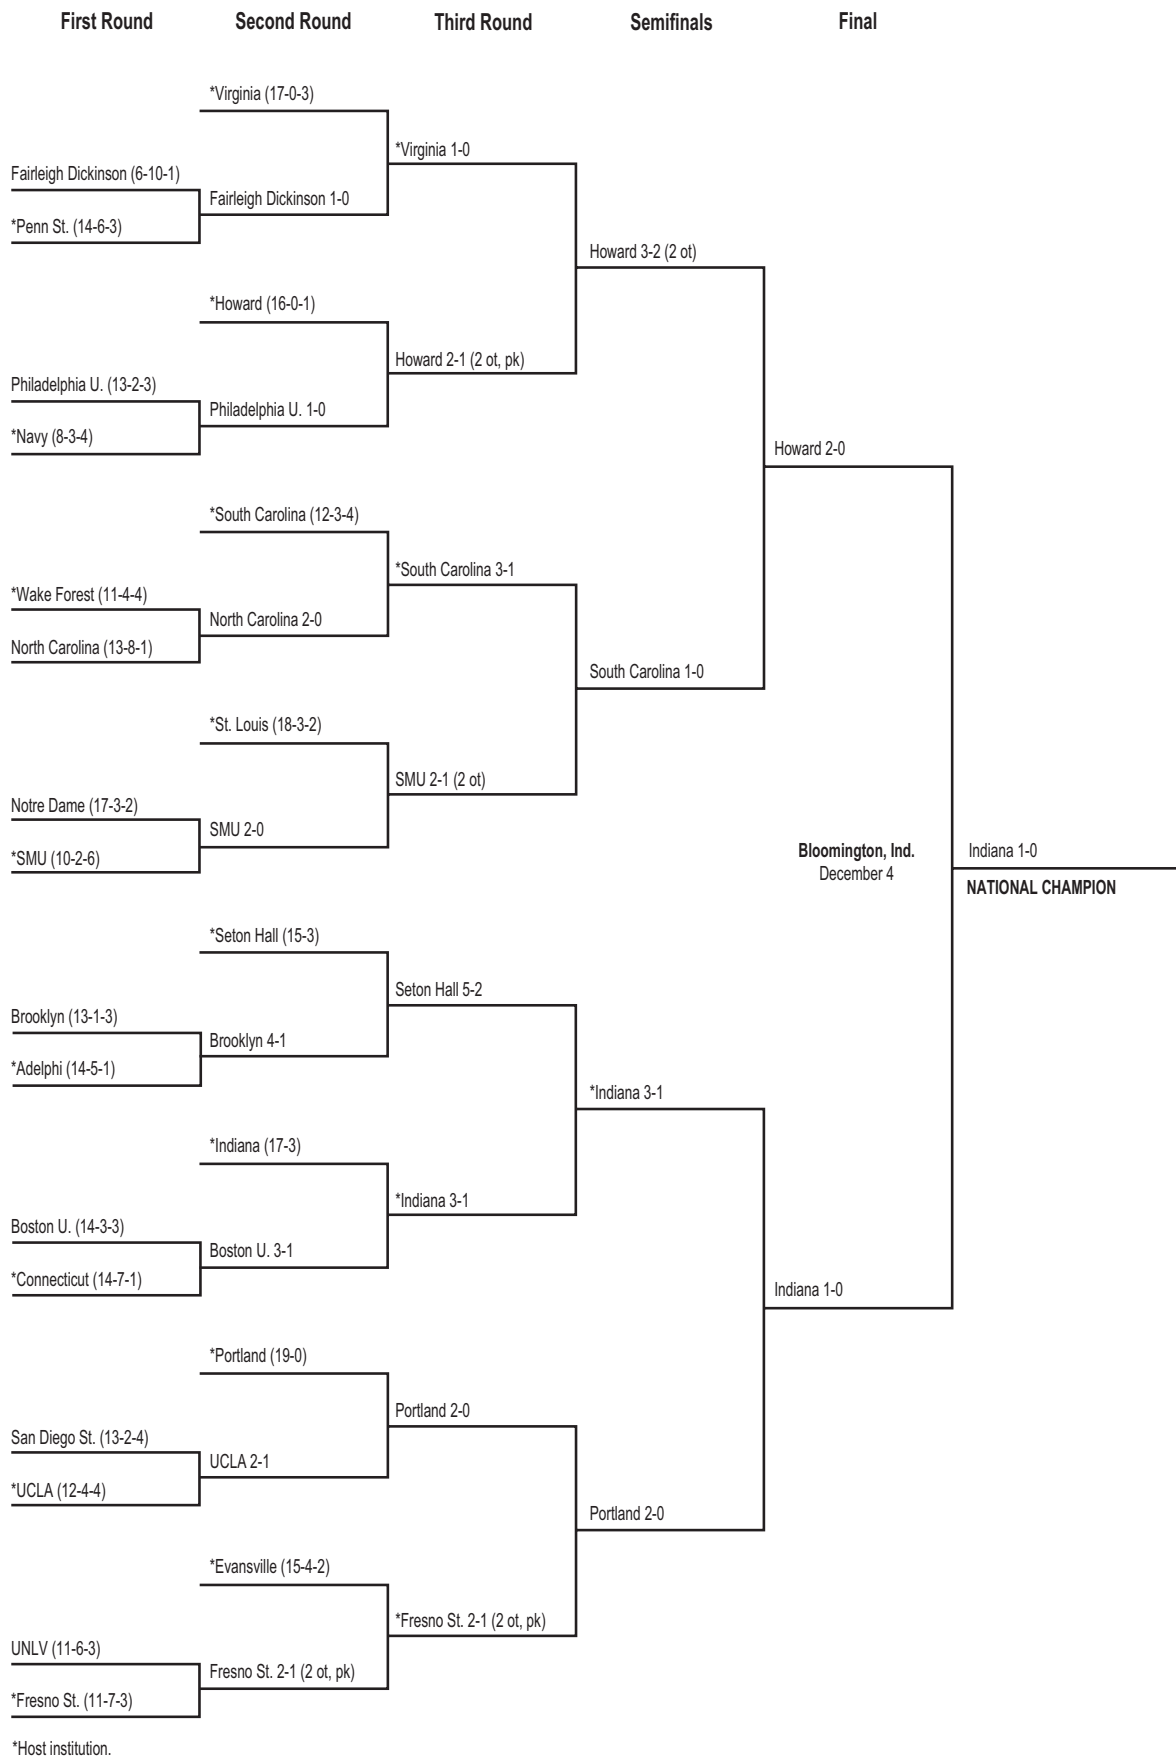 First Round Second Round Third Round Semifinals Final
*Virginia (17-0-3)
*Virginia 1-0
Fairleigh Dickinson (6-10-1)
Fairleigh Dickinson 1-0
*Penn St. (14-6-3)
Howard 3-2 (2 ot)
*Howard (16-0-1)
Howard 2-1 (2 ot, pk)
Philadelphia U. (13-2-3)
Philadelphia U. 1-0
*Navy (8-3-4)
Howard 2-0
*South Carolina (12-3-4)
*South Carolina 3-1
*Wake Forest (11-4-4)
North Carolina 2-0
North Carolina (13-8-1)
South Carolina 1-0
*St. Louis (18-3-2)
SMU 2-1 (2 ot)
Notre Dame (17-3-2)
SMU 2-0
*SMU (10-2-6)
Bloomington, Ind.
December 4
Indiana 1-0
NATIONAL CHAMPION
*Seton Hall (15-3)
Seton Hall 5-2
Brooklyn (13-1-3)
Brooklyn 4-1
*Adelphi (14-5-1)
*Indiana 3-1
*Indiana (17-3)
*Indiana 3-1
Boston U. (14-3-3)
Boston U. 3-1
*Connecticut (14-7-1)
Indiana 1-0
*Portland (19-0)
Portland 2-0
San Diego St. (13-2-4)
UCLA 2-1
*UCLA (12-4-4)
Portland 2-0
*Evansville (15-4-2)
*Fresno St. 2-1 (2 ot, pk)
UNLV (11-6-3)
Fresno St. 2-1 (2 ot, pk)
*Fresno St. (11-7-3)
*Host institution.